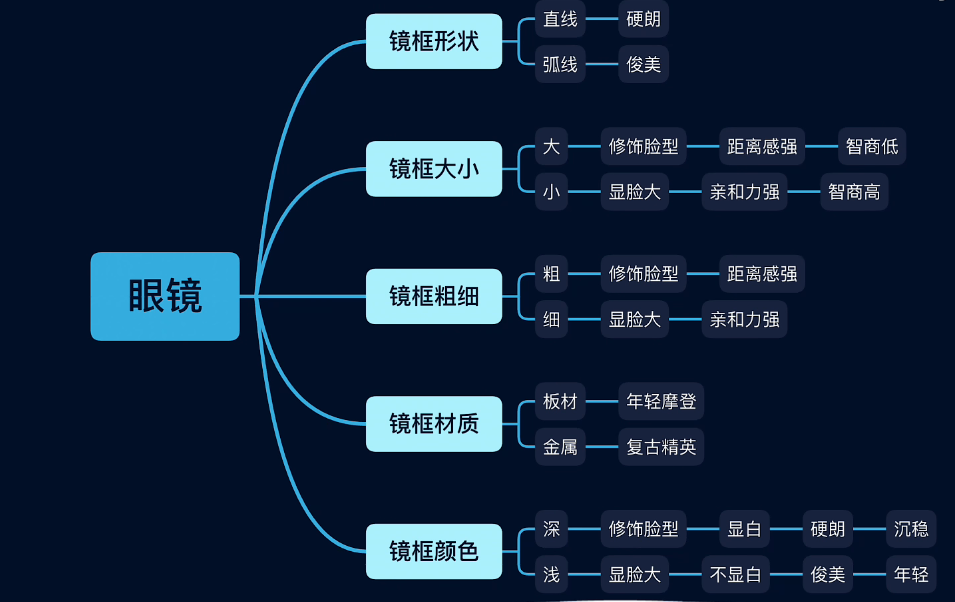 眼镜
镜框形状
直线 硬朗
弧线 俊美
镜框大小
大 修饰脸型 距离感强 智商低
小 显脸大 亲和力强 智商高
镜框粗细
粗 修饰脸型 距离感强
细 显脸大 亲和力强
镜框材质
板材 年轻摩登
金属 复古精英
镜框颜色
深 修饰脸型 显白 硬朗 沉稳
浅 显脸大 不显白 俊美 年轻